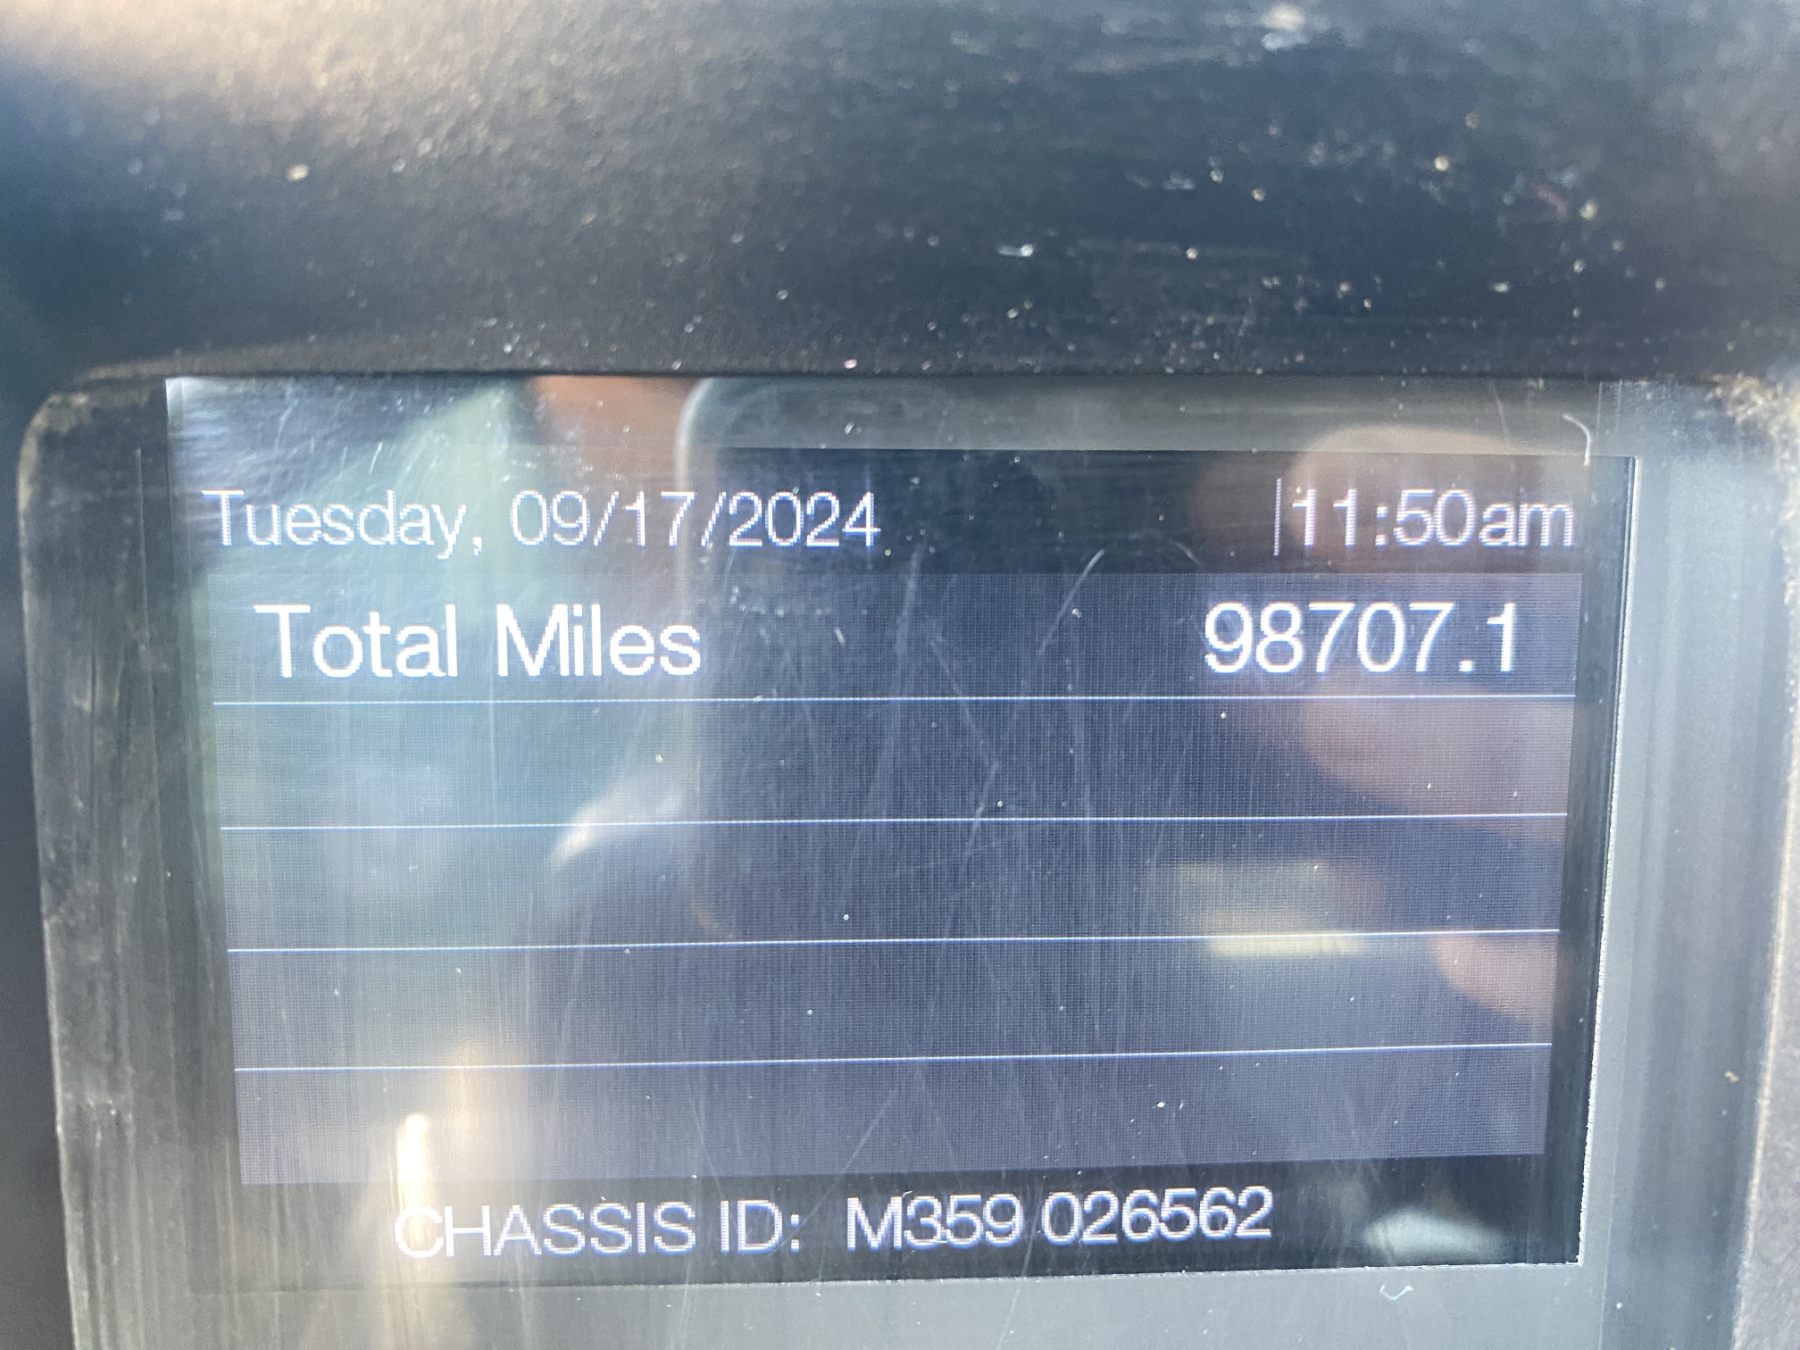 Tuesday, 09/17/2024 |11:50am
Total Miles 98707.1
CHASSIS ID: M359 026562